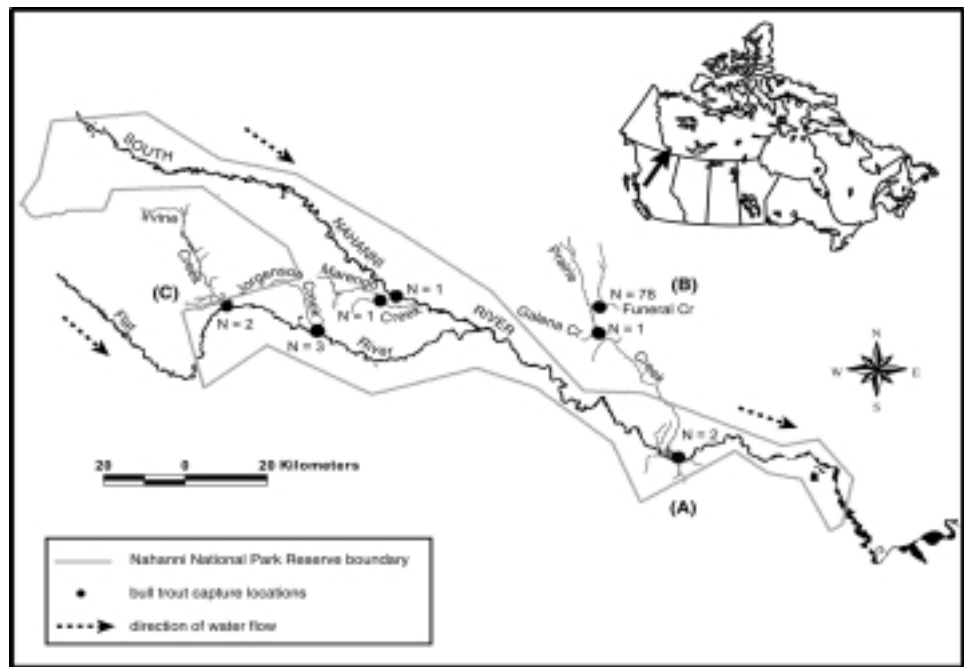 SOUTH
NAHANNI
RIVER
Irvine
Creek
(C)
Jorgenson
Creek
Marengo
Creek
N = 1
N = 1
N = 2
N = 3
Flat
River
Prairie
Creek
(B)
N = 78
Funeral Cr
Galena Cr
N = 1
N = 2
(A)
N
W E
S
20 0 20 Kilometers
Nahanni National Park Reserve boundary
bull trout capture locations
direction of water flow